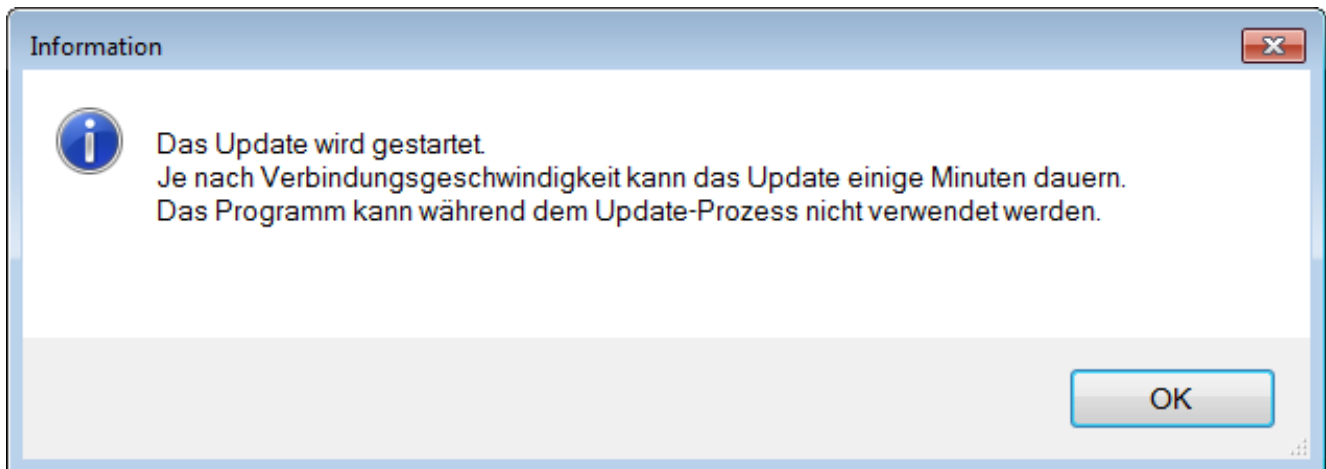 Information
Das Update wird gestartet.
Je nach Verbindungsgeschwindigkeit kann das Update einige Minuten dauern.
Das Programm kann während dem Update-Prozess nicht verwendet werden.
OK